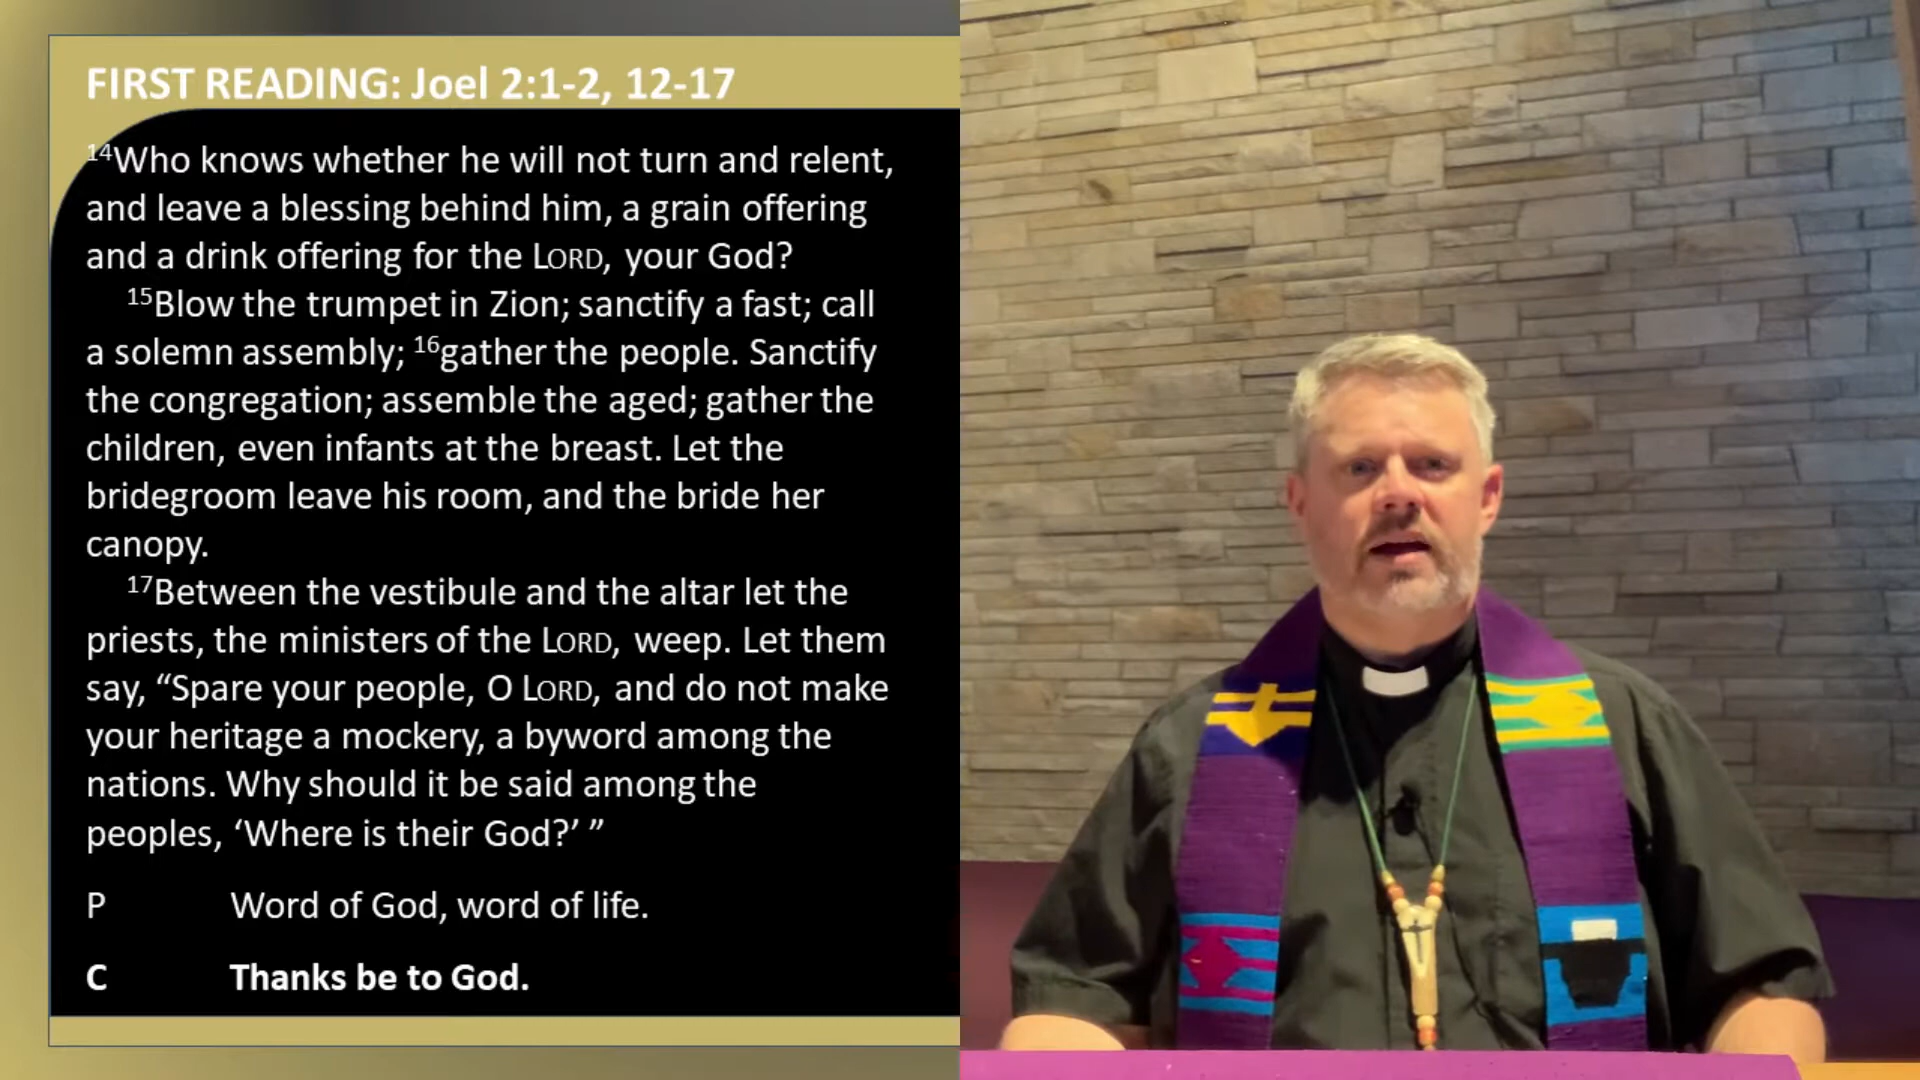 FIRST READING: Joel 2:1-2, 12-17
¹⁴Who knows whether he will not turn and relent,
and leave a blessing behind him, a grain offering
and a drink offering for the LORD, your God?
¹⁵Blow the trumpet in Zion; sanctify a fast; call
a solemn assembly; ¹⁶gather the people. Sanctify
the congregation; assemble the aged; gather the
children, even infants at the breast. Let the
bridegroom leave his room, and the bride her
canopy.
¹⁷Between the vestibule and the altar let the
priests, the ministers of the LORD, weep. Let them
say, “Spare your people, O LORD, and do not make
your heritage a mockery, a byword among the
nations. Why should it be said among the
peoples, ‘Where is their God?’ ”
P Word of God, word of life.
C Thanks be to God.